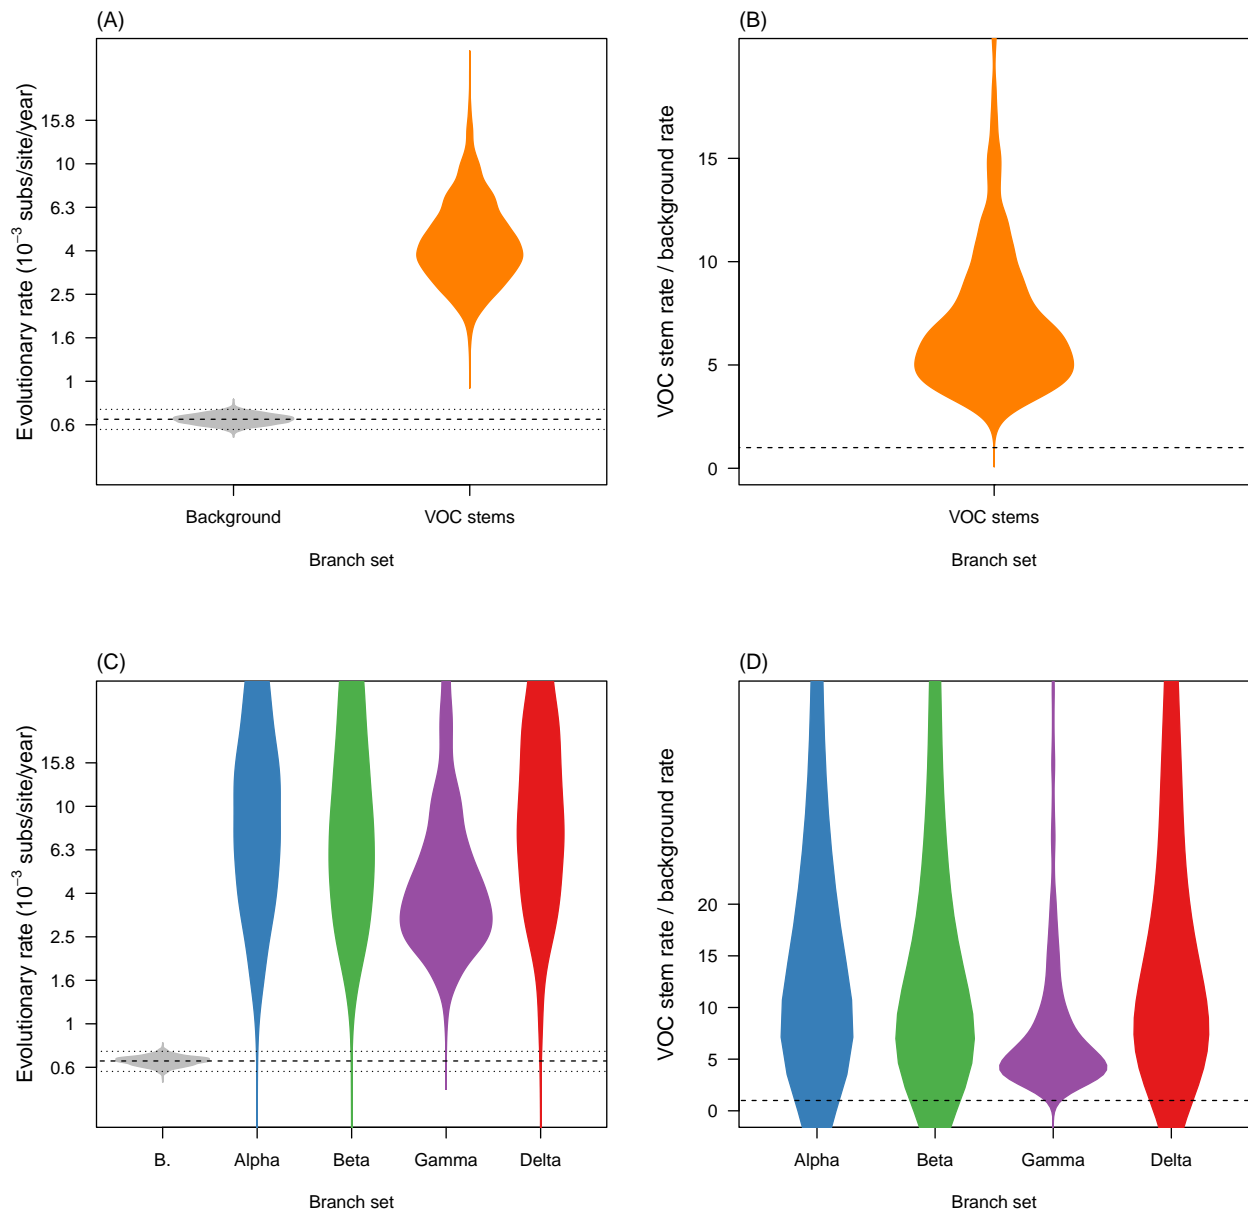 (A)
Evolutionary rate (10⁻³ subs/site/year)
15.8
10
6.3
4
2.5
1.6
1
0.6
Background
VOC stems
Branch set
(B)
VOC stem rate / background rate
15
10
5
0
VOC stems
Branch set
(C)
Evolutionary rate (10⁻³ subs/site/year)
15.8
10
6.3
4
2.5
1.6
1
0.6
B.
Alpha
Beta
Gamma
Delta
Branch set
(D)
VOC stem rate / background rate
20
15
10
5
0
Alpha
Beta
Gamma
Delta
Branch set